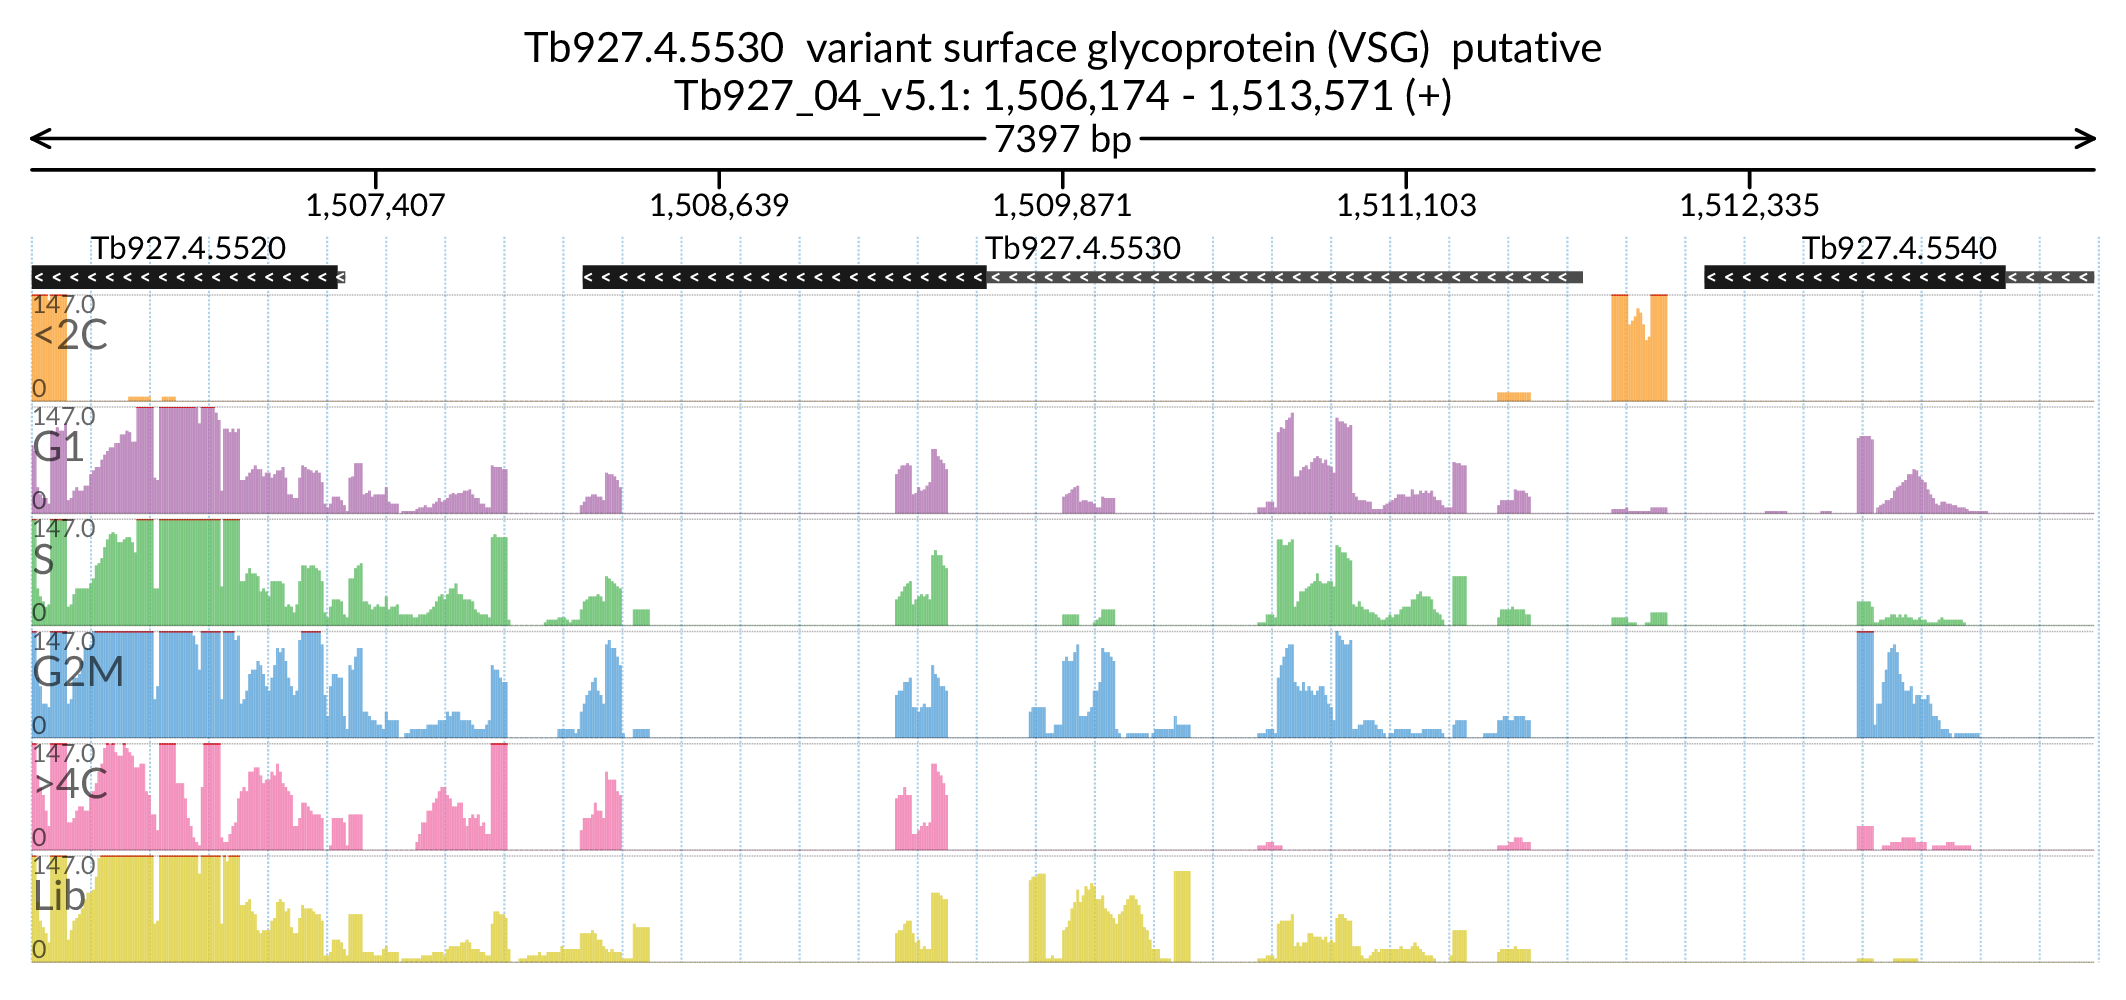 Tb927.4.5530  variant surface glycoprotein (VSG)  putative
Tb927_04_v5.1: 1,506,174 - 1,513,571 (+)
7397 bp
1,507,407 1,508,639 1,509,871 1,511,103 1,512,335
Tb927.4.5520 Tb927.4.5530 Tb927.4.5540
147.0
<2C
0
147.0
G1
0
147.0
S
0
147.0
G2M
0
147.0
>4C
0
147.0
Lib
0